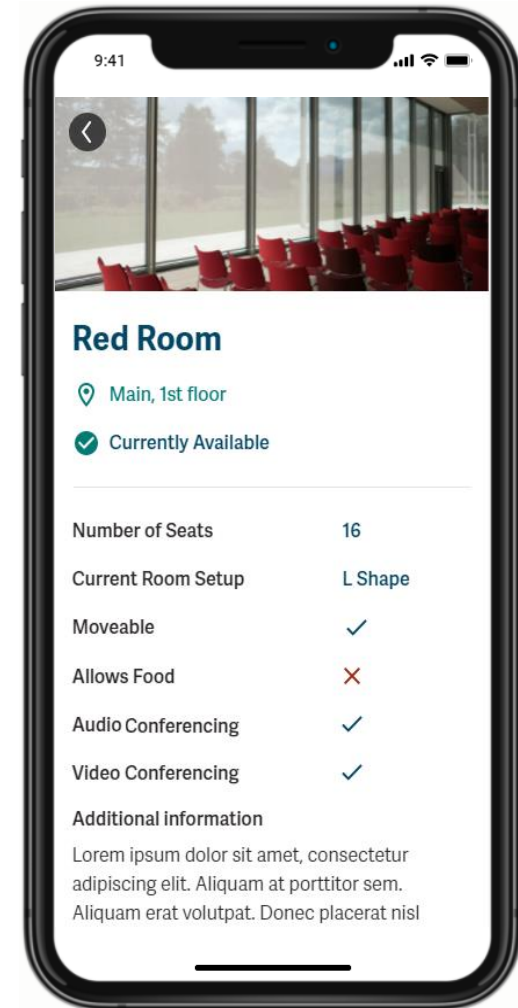 9:41
Red Room
Main, 1st floor
Currently Available
Number of Seats 16
Current Room Setup L Shape
Moveable
Allows Food
Audio Conferencing
Video Conferencing
Additional information
Lorem ipsum dolor sit amet, consectetur
adipiscing elit. Aliquam at porttitor sem.
Aliquam erat volutpat. Donec placerat nisl